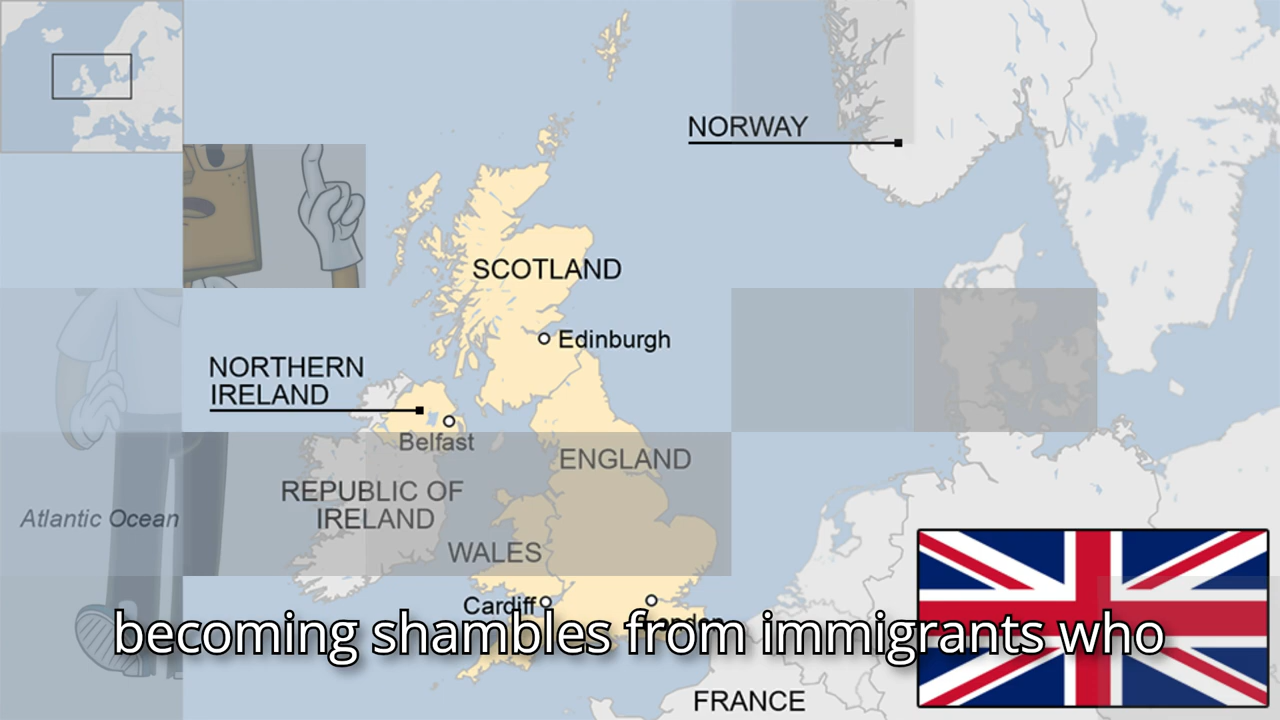 NORWAY
SCOTLAND
Edinburgh
NORTHERN
IRELAND
Belfast
ENGLAND
REPUBLIC OF
IRELAND
Atlantic Ocean
WALES
Cardiff
becoming shambles from immigrants who
FRANCE